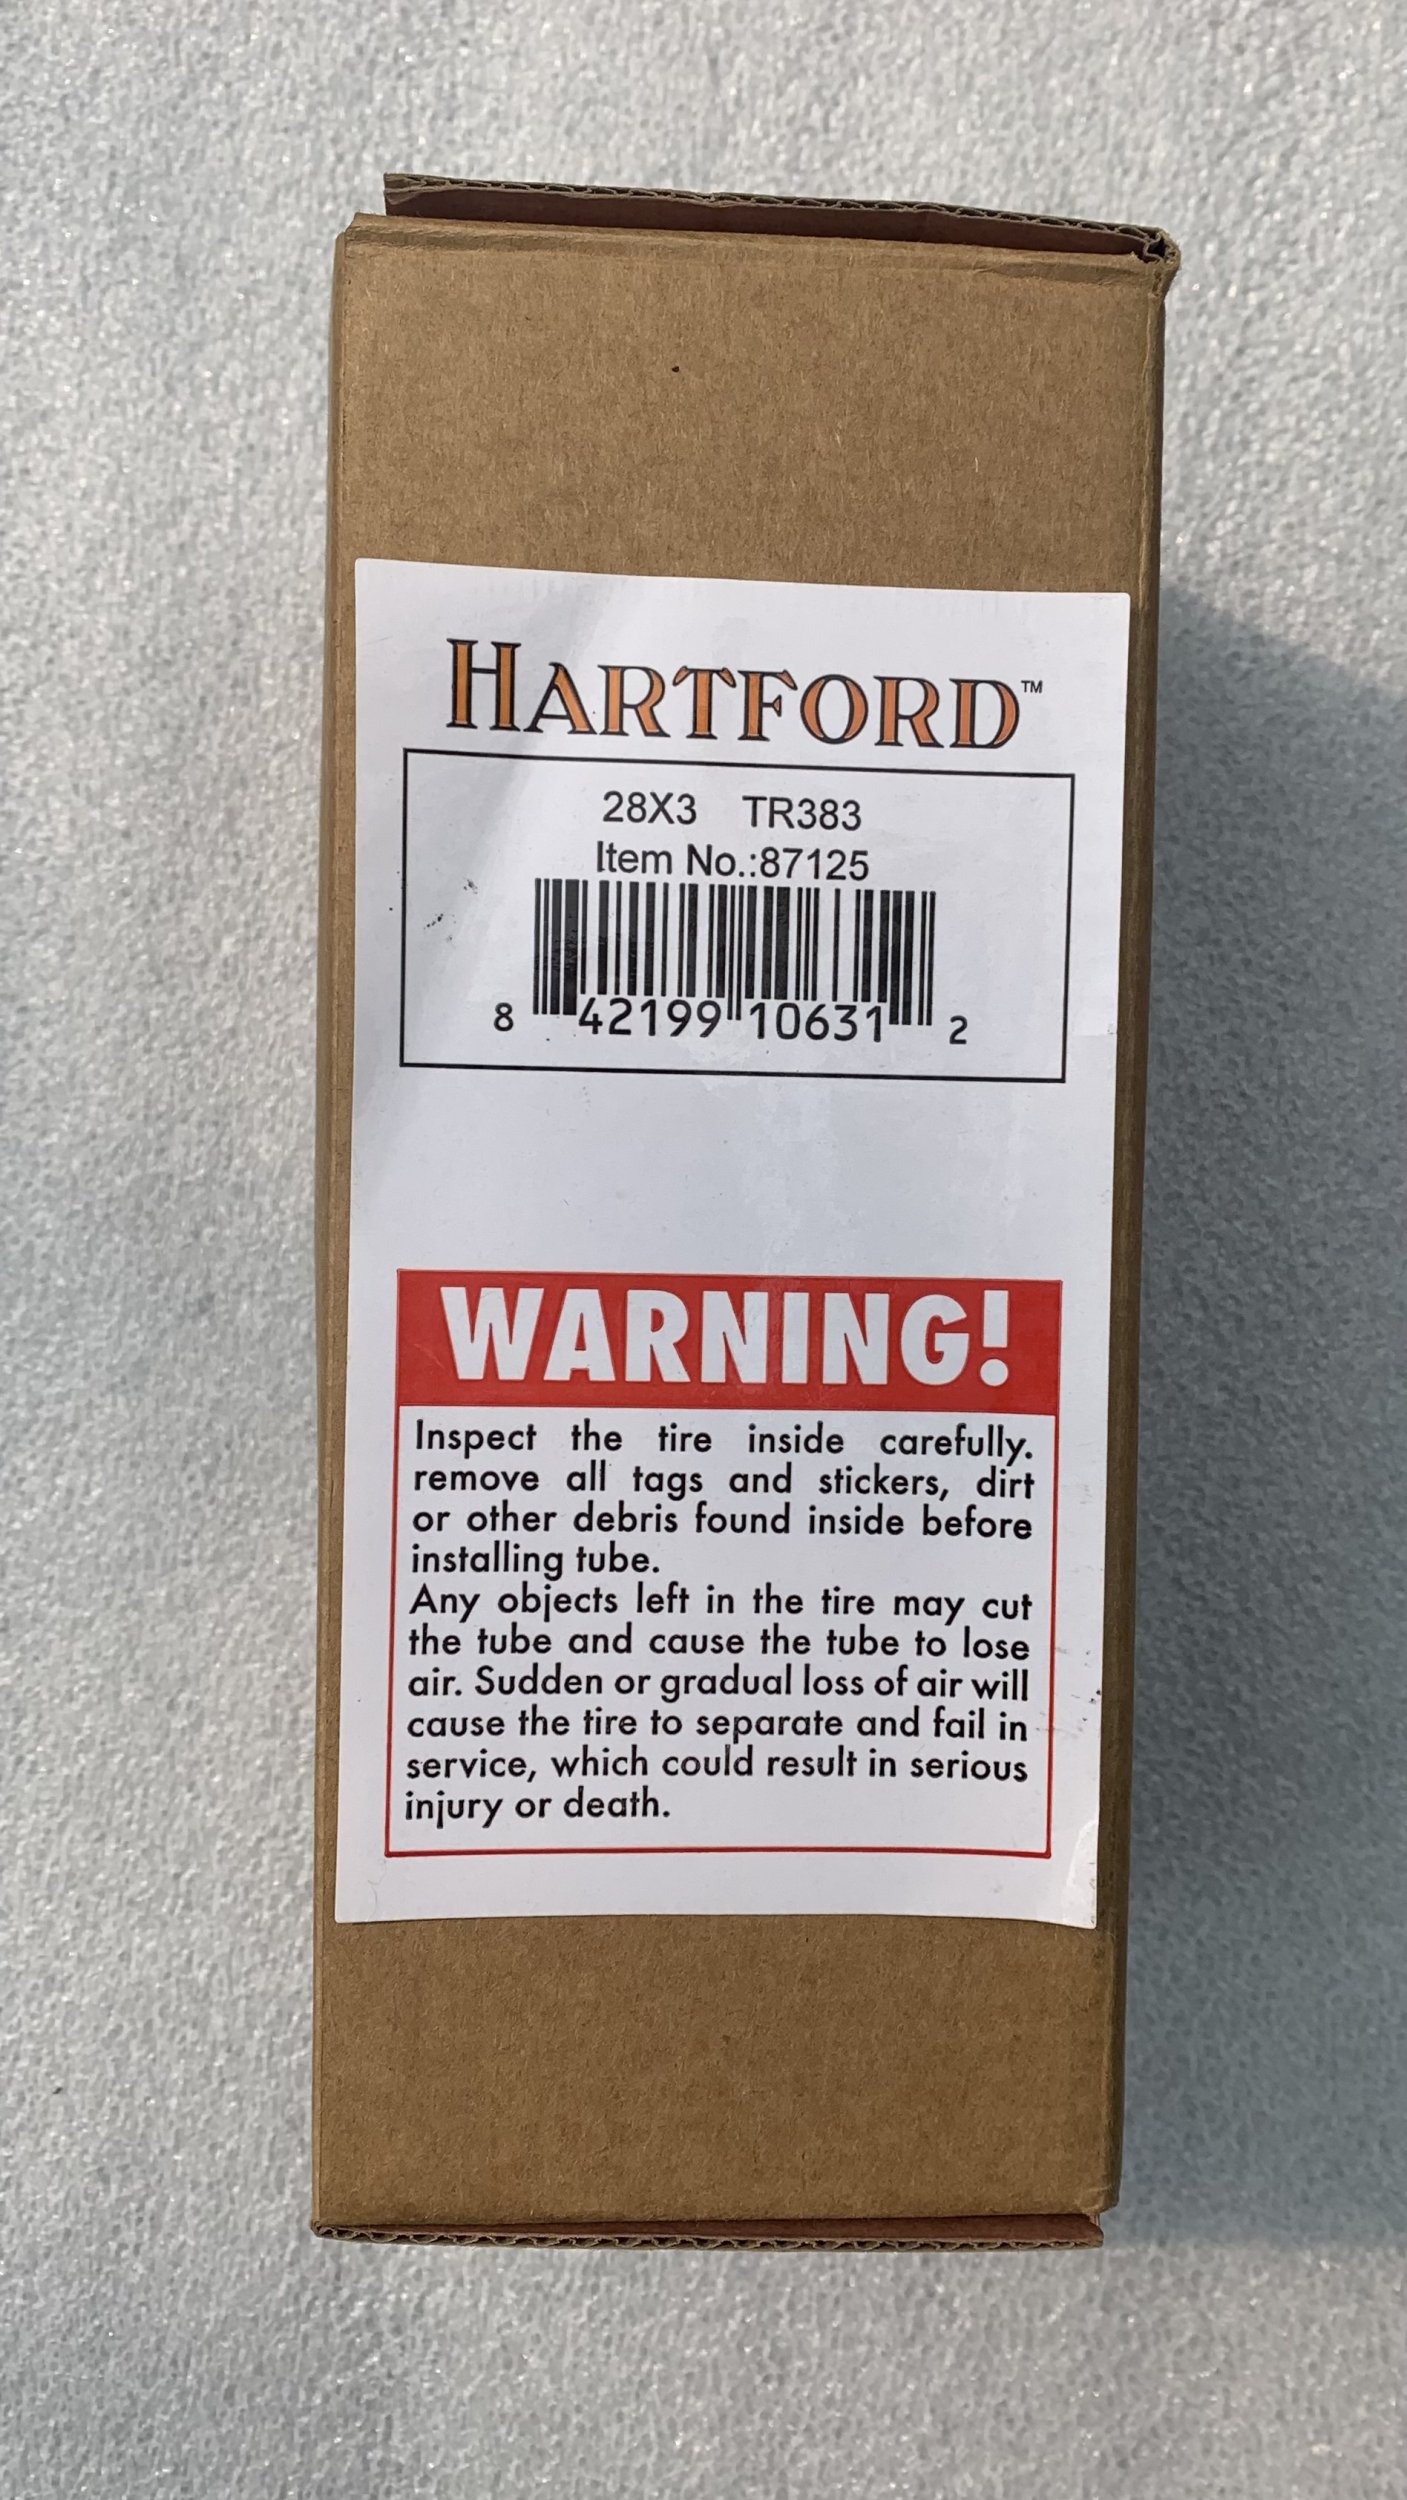 HARTFORD™
28X3 TR383
Item No.:87125
8 42199 10631 2
WARNING!
Inspect the tire inside carefully.
remove all tags and stickers, dirt
or other debris found inside before
installing tube.
Any objects left in the tire may cut
the tube and cause the tube to lose
air. Sudden or gradual loss of air will
cause the tire to separate and fail in
service, which could result in serious
injury or death.